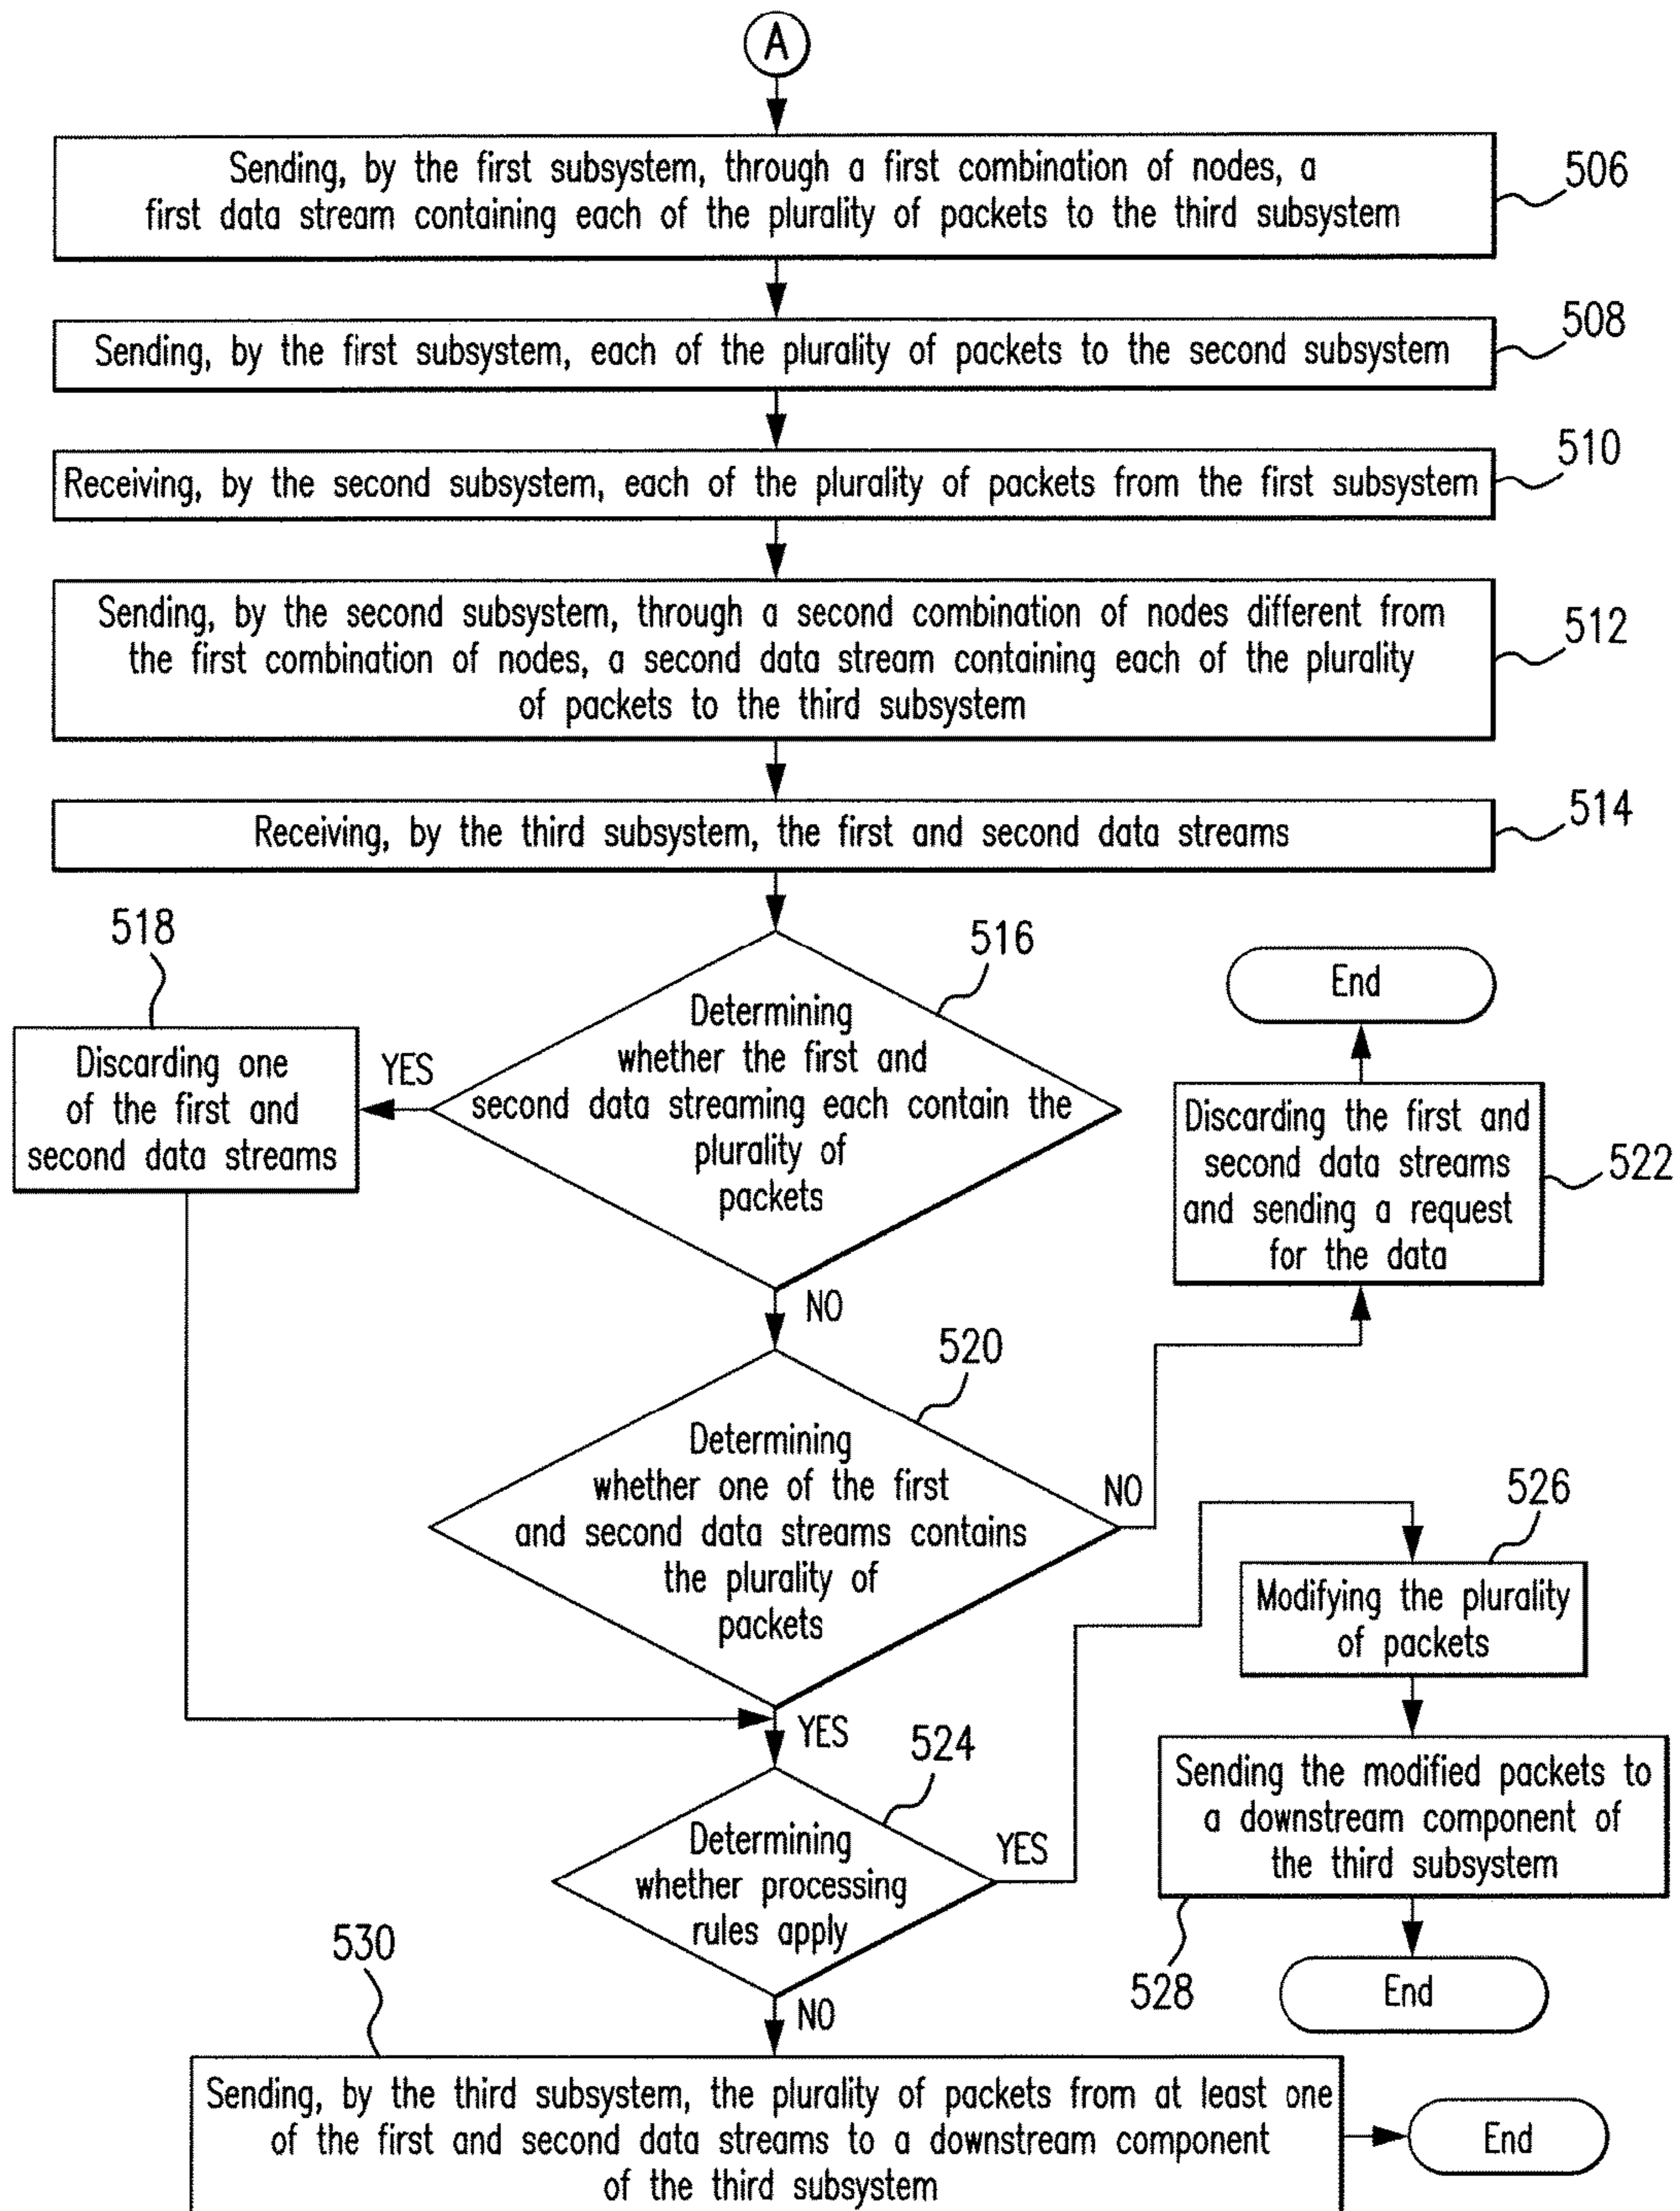 A
Sending, by the first subsystem, through a first combination of nodes, a
first data stream containing each of the plurality of packets to the third subsystem
506
Sending, by the first subsystem, each of the plurality of packets to the second subsystem
508
Receiving, by the second subsystem, each of the plurality of packets from the first subsystem
510
Sending, by the second subsystem, through a second combination of nodes different from
the first combination of nodes, a second data stream containing each of the plurality
of packets to the third subsystem
512
Receiving, by the third subsystem, the first and second data streams
514
518
Discarding one
of the first and
second data streams
YES
516
Determining
whether the first and
second data streaming each contain the
plurality of
packets
NO
End
Discarding the first and
second data streams
and sending a request
for the data
522
520
Determining
whether one of the first
and second data streams contains
the plurality of
packets
NO
YES
526
Modifying the plurality
of packets
524
Determining
whether processing
rules apply
YES
NO
Sending the modified packets to
a downstream component of
the third subsystem
528
End
530
Sending, by the third subsystem, the plurality of packets from at least one
of the first and second data streams to a downstream component
of the third subsystem
End